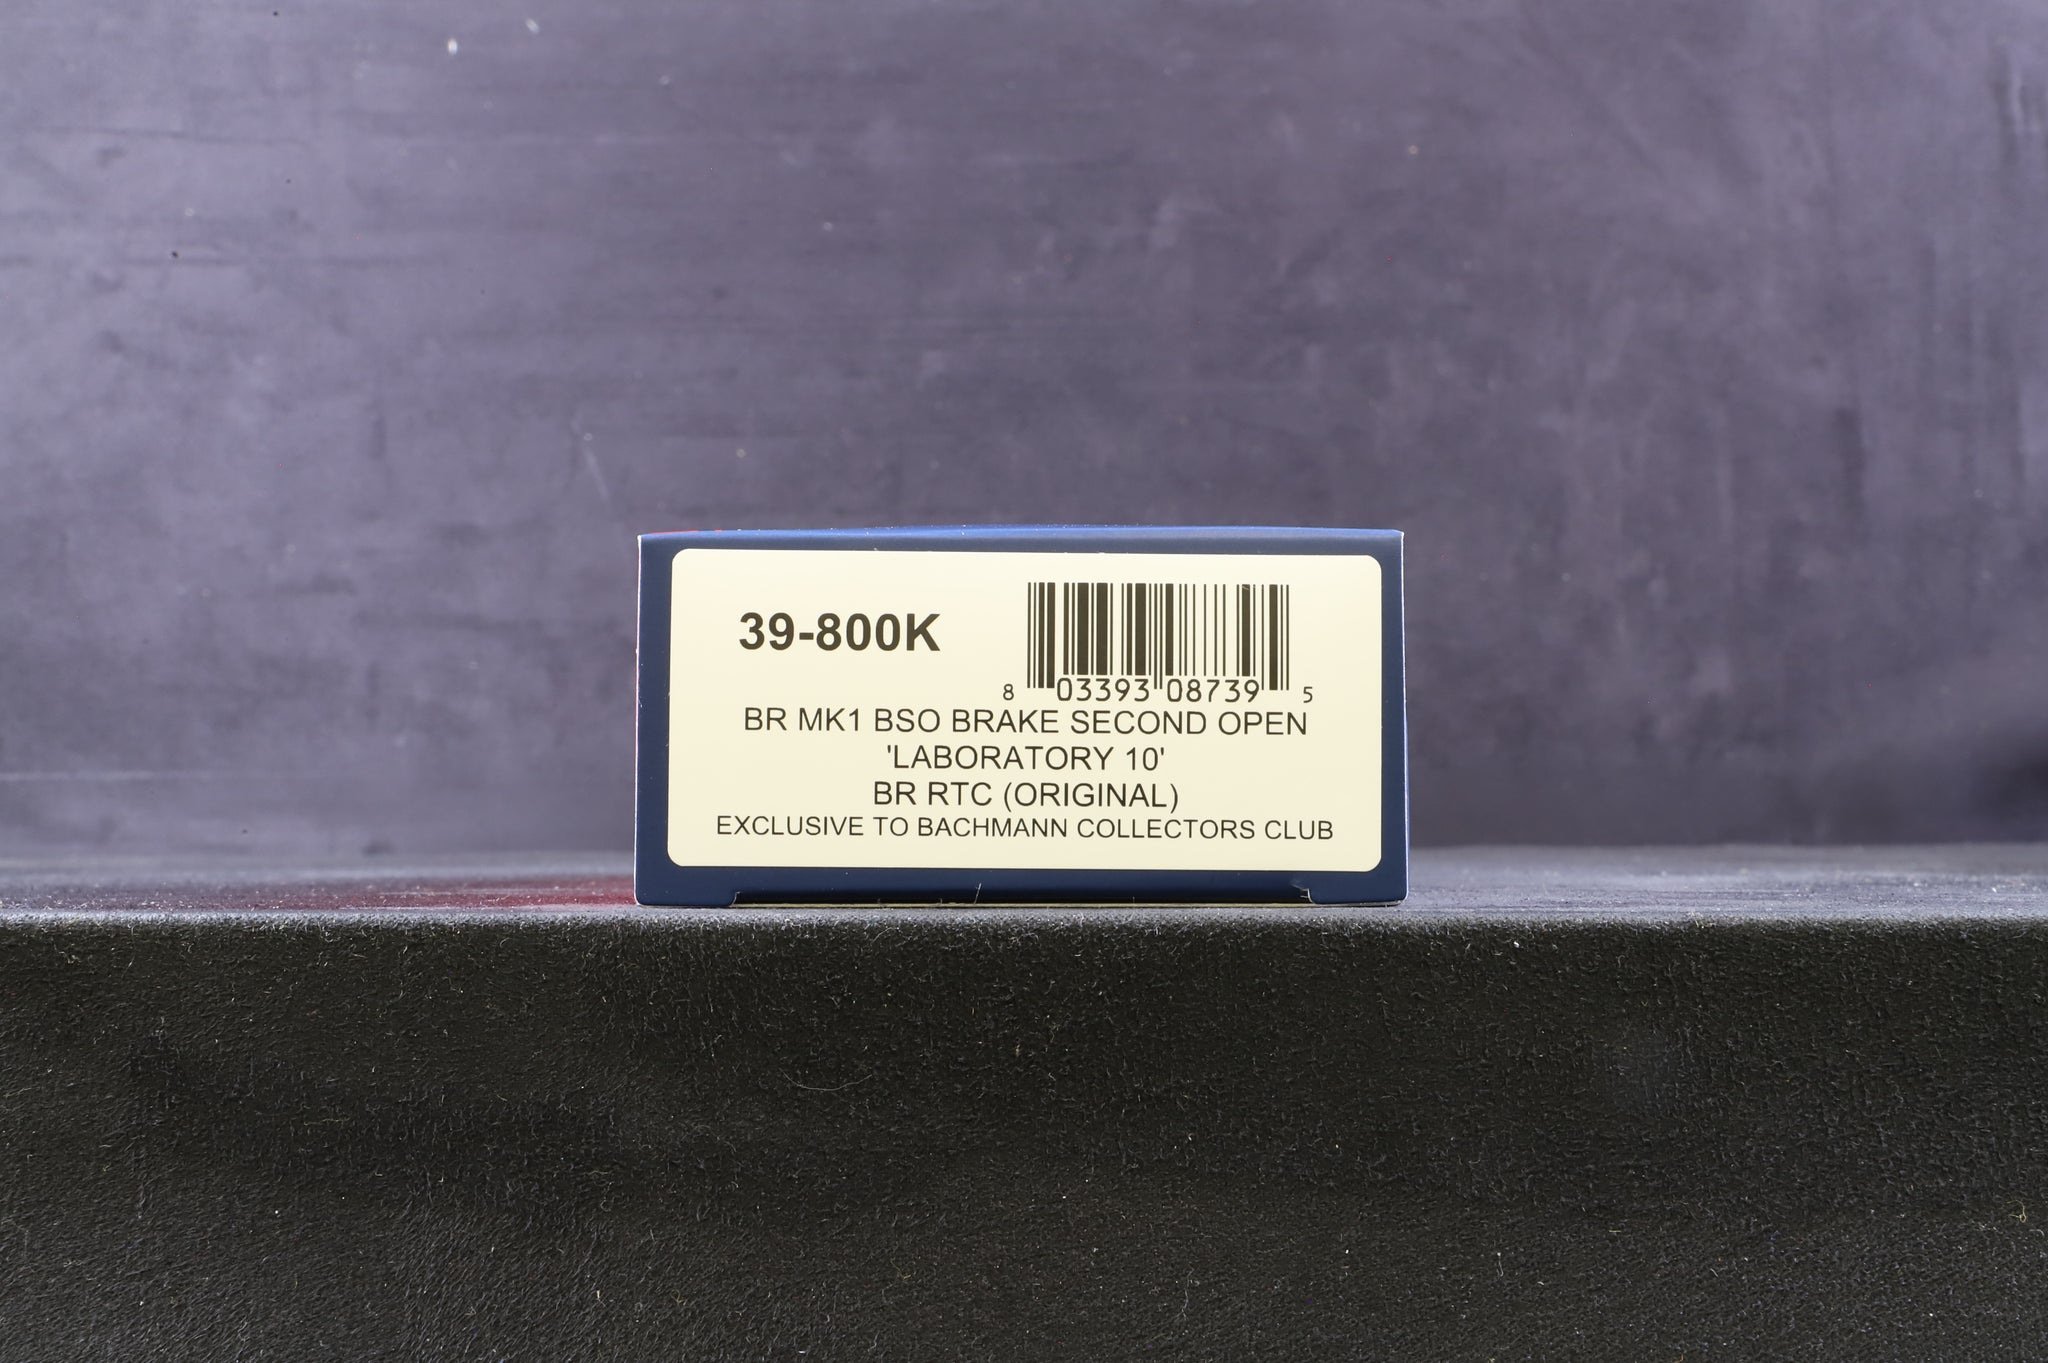 39-800K
8 03393 08739 5
BR MK1 BSO BRAKE SECOND OPEN
'LABORATORY 10'
BR RTC (ORIGINAL)
EXCLUSIVE TO BACHMANN COLLECTORS CLUB